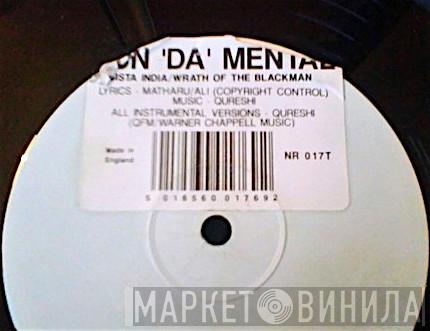 'DA' MENTAL
VISTA INDIA/WRATH OF THE BLACKMAN
LYRICS - MATHARU/ALI (COPYRIGHT CONTROL)
MUSIC - QURESHI
ALL INSTRUMENTAL VERSIONS - QURESHI
(QFM/WARNER CHAPPELL MUSIC)
Made in
England
NR 017T
5 018560 017692
МАРКЕТ ВИНИЛА